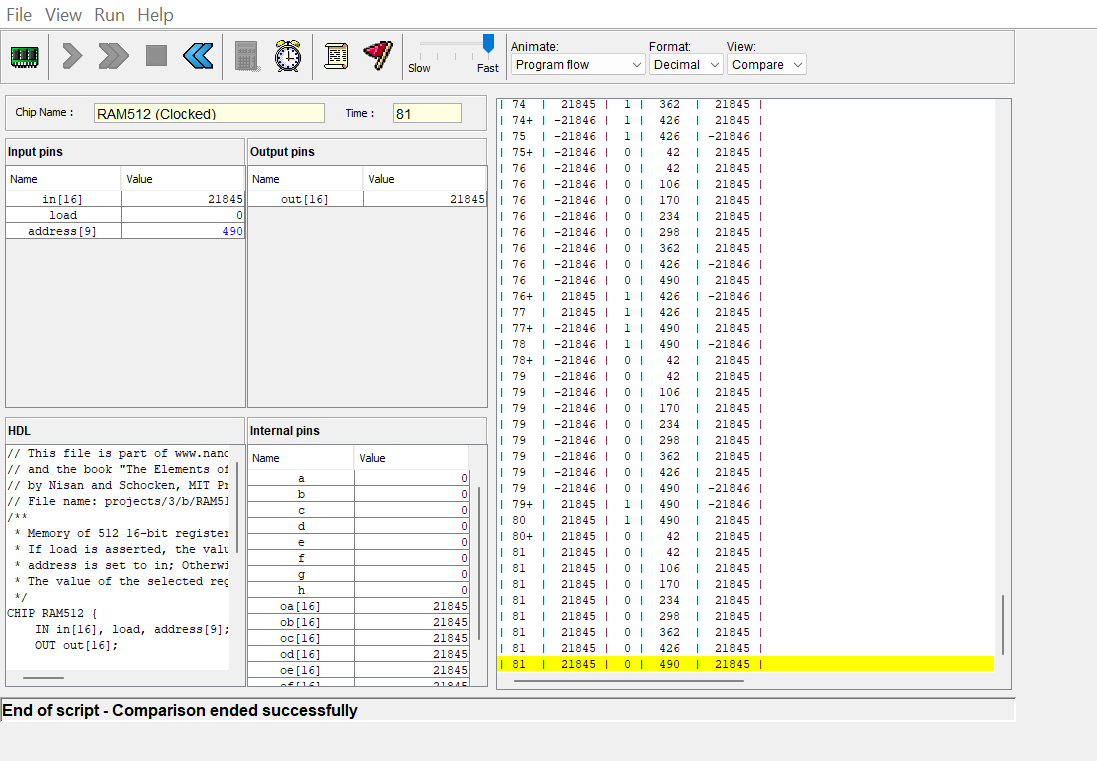 File View Run Help
Animate: Format: View:
Slow Fast Program flow Decimal Compare
Chip Name : RAM512 (Clocked) Time : 81
Input pins
Name Value
in[16] 21845
load 0
address[9] 490
Output pins
Name Value
out[16] 21845
HDL
// This file is part of www.nand
// and the book "The Elements of
// by Nisan and Schocken, MIT Pr
// File name: projects/3/b/RAM51
/**
* Memory of 512 16-bit register
* If load is asserted, the valu
* address is set to in; Otherwi
* The value of the selected reg
*/
CHIP RAM512 {
IN in[16], load, address[9];
OUT out[16];
Internal pins
Name Value
a 0
b 0
c 0
d 0
e 0
f 0
g 0
h 0
oa[16] 21845
ob[16] 21845
oc[16] 21845
od[16] 21845
oe[16] 21845
of[16] 21845
| 74 | 21845 | 1 | 362 | 21845 |
| 74+ | -21846 | 1 | 426 | 21845 |
| 75 | -21846 | 1 | 426 | -21846 |
| 75+ | -21846 | 0 | 42 | 21845 |
| 76 | -21846 | 0 | 42 | 21845 |
| 76 | -21846 | 0 | 106 | 21845 |
| 76 | -21846 | 0 | 170 | 21845 |
| 76 | -21846 | 0 | 234 | 21845 |
| 76 | -21846 | 0 | 298 | 21845 |
| 76 | -21846 | 0 | 362 | 21845 |
| 76 | -21846 | 0 | 426 | -21846 |
| 76 | -21846 | 0 | 490 | 21845 |
| 76+ | 21845 | 1 | 426 | -21846 |
| 77 | 21845 | 1 | 426 | 21845 |
| 77+ | -21846 | 1 | 490 | 21845 |
| 78 | -21846 | 1 | 490 | -21846 |
| 78+ | -21846 | 0 | 42 | 21845 |
| 79 | -21846 | 0 | 42 | 21845 |
| 79 | -21846 | 0 | 106 | 21845 |
| 79 | -21846 | 0 | 170 | 21845 |
| 79 | -21846 | 0 | 234 | 21845 |
| 79 | -21846 | 0 | 298 | 21845 |
| 79 | -21846 | 0 | 362 | 21845 |
| 79 | -21846 | 0 | 426 | 21845 |
| 79 | -21846 | 0 | 490 | -21846 |
| 79+ | 21845 | 1 | 490 | -21846 |
| 80 | 21845 | 1 | 490 | 21845 |
| 80+ | 21845 | 0 | 42 | 21845 |
| 81 | 21845 | 0 | 42 | 21845 |
| 81 | 21845 | 0 | 106 | 21845 |
| 81 | 21845 | 0 | 170 | 21845 |
| 81 | 21845 | 0 | 234 | 21845 |
| 81 | 21845 | 0 | 298 | 21845 |
| 81 | 21845 | 0 | 362 | 21845 |
| 81 | 21845 | 0 | 426 | 21845 |
| 81 | 21845 | 0 | 490 | 21845 |
End of script - Comparison ended successfully